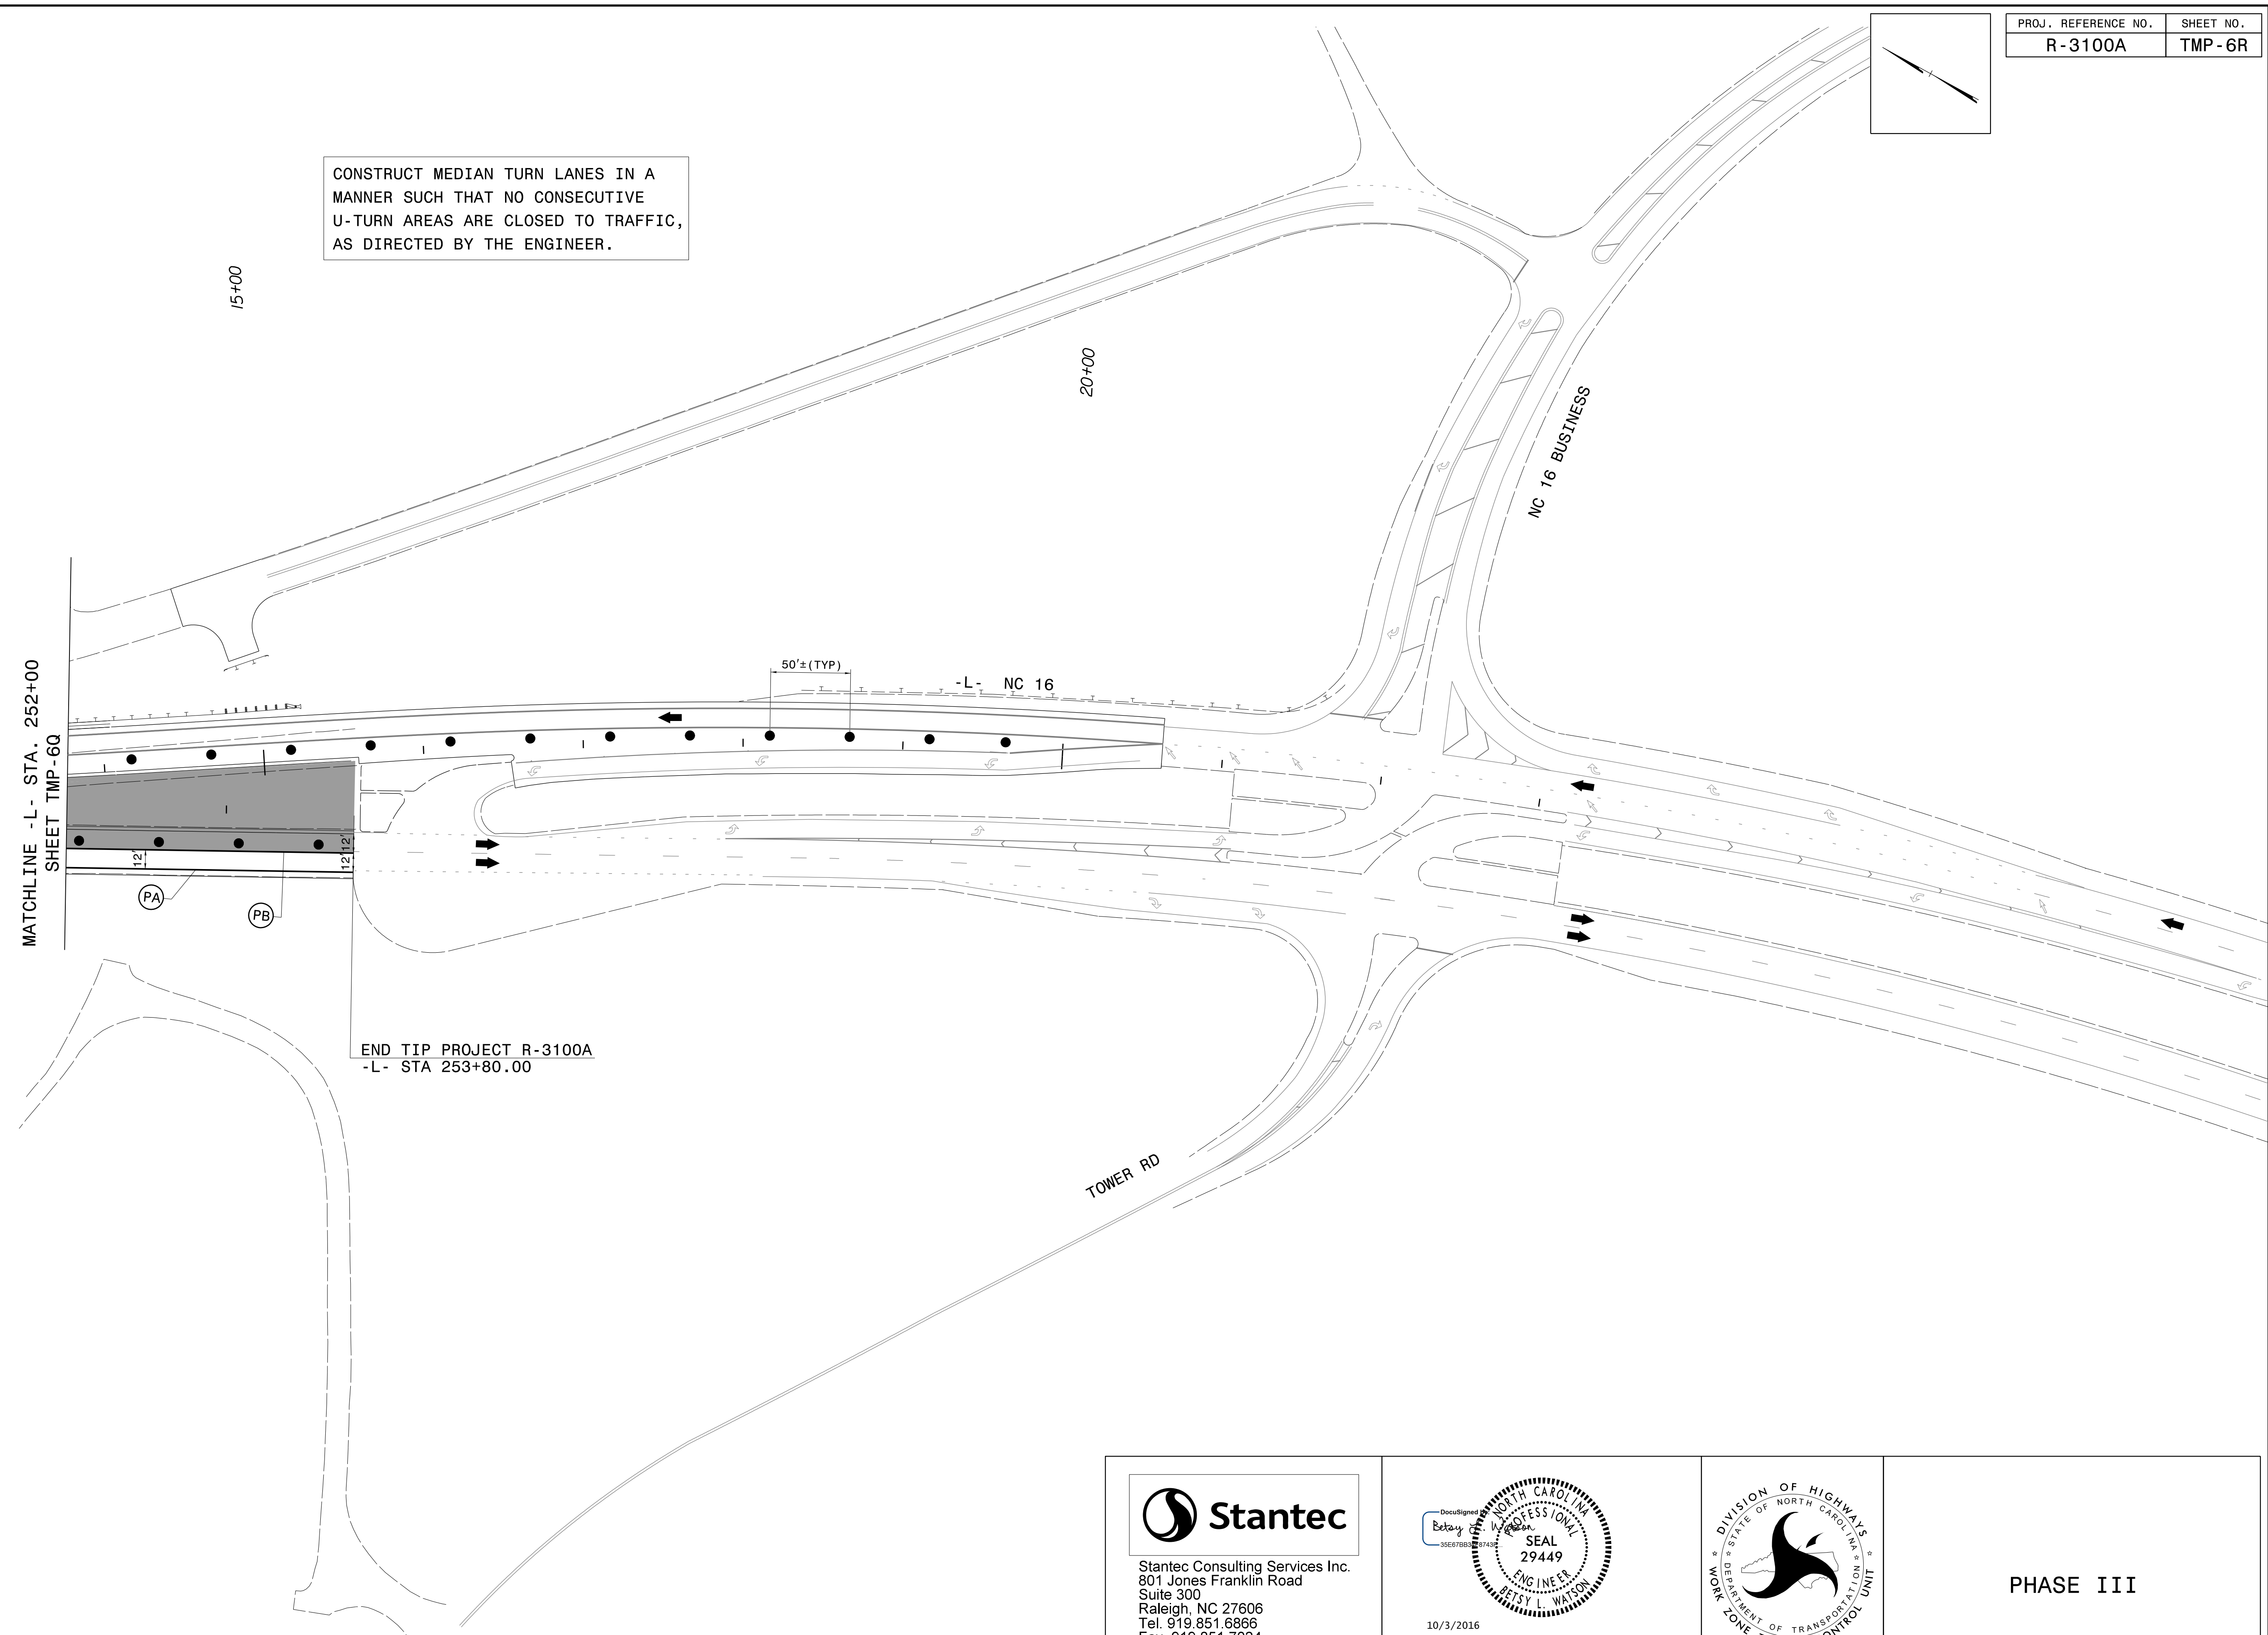 PROJ. REFERENCE NO. SHEET NO.
R-3100A TMP-6R
CONSTRUCT MEDIAN TURN LANES IN A
MANNER SUCH THAT NO CONSECUTIVE
U-TURN AREAS ARE CLOSED TO TRAFFIC,
AS DIRECTED BY THE ENGINEER.
15+00
20+00
NC 16 BUSINESS
MATCHLINE -L- STA. 252+00
SHEET TMP-6Q
50'±(TYP)
-L- NC 16
12'
12'
12'
PA
PB
END TIP PROJECT R-3100A
-L- STA 253+80.00
TOWER RD
Stantec
Stantec Consulting Services Inc.
801 Jones Franklin Road
Suite 300
Raleigh, NC 27606
Tel. 919.851.6866
DocuSigned
Betsy L. Watson
NORTH CAROLINA
PROFESSIONAL
SEAL
29449
ENGINEER
BETSY L. WATSON
10/3/2016
DIVISION OF HIGHWAYS
STATE OF NORTH CAROLINA
DEPARTMENT OF TRANSPORTATION
WORK ZONE CONTROL UNIT
PHASE III